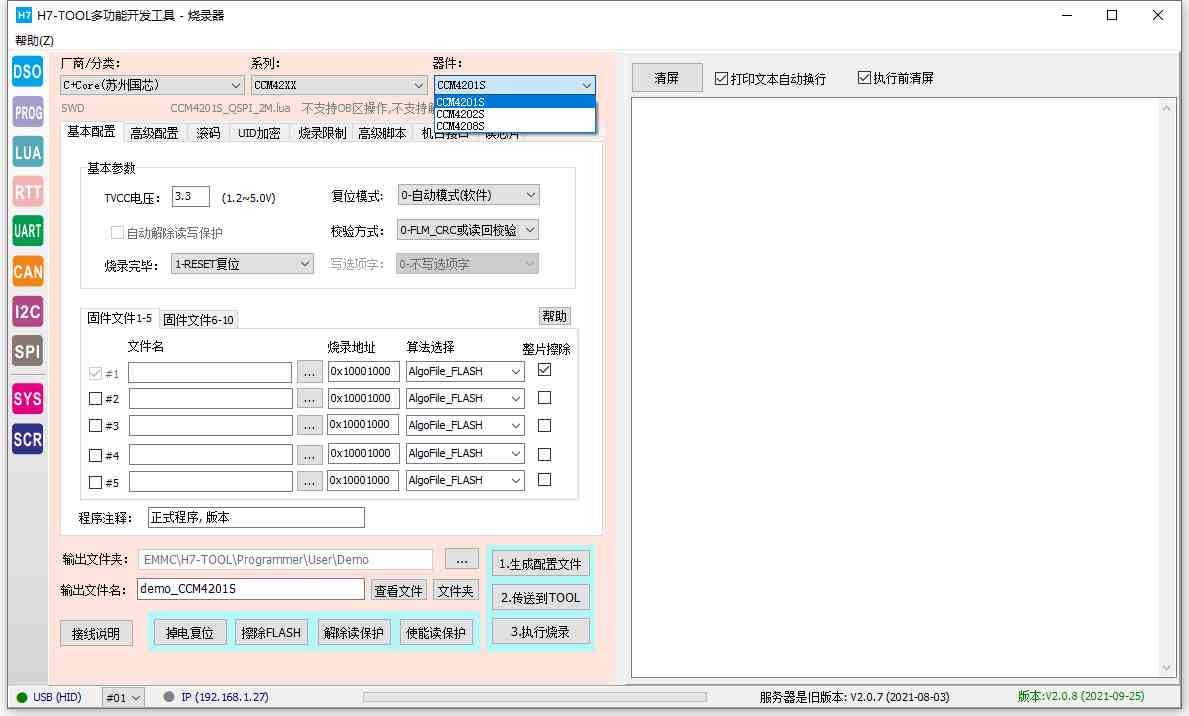 H7 H7-TOOL多功能开发工具 - 烧录器
帮助(Z)
DSO
PROG
LUA
RTT
UART
CAN
I2C
SPI
SYS
SCR
厂商/分类: 系列: 器件:
C*Core(苏州国芯) CCM42XX CCM4201S
CCM4201S
CCM4202S
CCM4208S
SWD CCM4201S_QSPI_2M.lua 不支持OB区操作,不支持
基本配置 高级配置 滚码 UID加密 烧录限制 高级脚本
基本参数
TVCC电压: 3.3 (1.2~5.0V) 复位模式: 0-自动模式(软件)
自动解除读写保护 校验方式: 0-FLM_CRC或读回校验
烧录完毕: 1-RESET复位 写选项字: 0-不写选项字
固件文件1-5 固件文件6-10 帮助
文件名 烧录地址 算法选择 整片擦除
#1 ... 0x10001000 AlgoFile_FLASH
#2 ... 0x10001000 AlgoFile_FLASH
#3 ... 0x10001000 AlgoFile_FLASH
#4 ... 0x10001000 AlgoFile_FLASH
#5 ... 0x10001000 AlgoFile_FLASH
程序注释: 正式程序, 版本
输出文件夹: EMMC\H7-TOOL\Programmer\User\Demo ...
输出文件名: demo_CCM4201S 查看文件 文件夹
1.生成配置文件
2.传送到TOOL
3.执行烧录
接线说明 掉电复位 擦除FLASH 解除读保护 使能读保护
清屏 打印文本自动换行 执行前清屏
USB (HID) #01 IP (192.168.1.27) 服务器是旧版本: V2.0.7 (2021-08-03) 版本:V2.0.8 (2021-09-25)